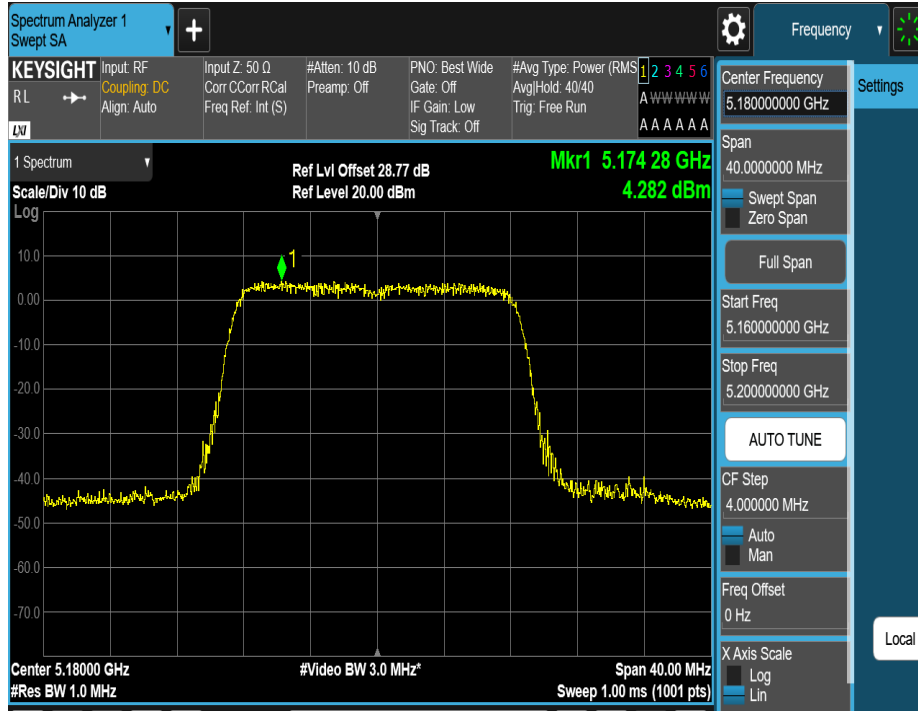 Spectrum Analyzer 1
Swept SA
+
Frequency
KEYSIGHT
R L
LXI
Input: RF
Coupling: DC
Align: Auto
Input Z: 50 Ω
Corr CCorr RCal
Freq Ref: Int (S)
#Atten: 10 dB
Preamp: Off
PNO: Best Wide
Gate: Off
IF Gain: Low
Sig Track: Off
#Avg Type: Power (RMS
Avg|Hold: 40/40
Trig: Free Run
1 2 3 4 5 6
A W W W W W
A A A A A A
1 Spectrum
Scale/Div 10 dB
Log
Ref Lvl Offset 28.77 dB
Ref Level 20.00 dBm
Mkr1 5.174 28 GHz
4.282 dBm
1
10.0
0.00
-10.0
-20.0
-30.0
-40.0
-50.0
-60.0
-70.0
Center 5.18000 GHz
#Video BW 3.0 MHz*
Span 40.00 MHz
#Res BW 1.0 MHz
Sweep 1.00 ms (1001 pts)
Center Frequency
5.180000000 GHz
Settings
Span
40.0000000 MHz
Swept Span
Zero Span
Full Span
Start Freq
5.160000000 GHz
Stop Freq
5.200000000 GHz
AUTO TUNE
CF Step
4.000000 MHz
Auto
Man
Freq Offset
0 Hz
Local
X Axis Scale
Log
Lin